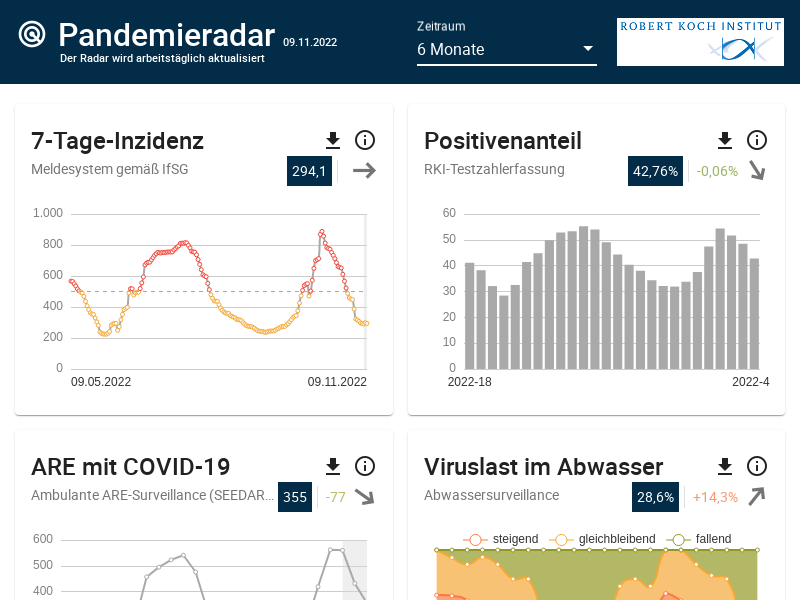 Pandemieradar 09.11.2022
Der Radar wird arbeitstäglich aktualisiert
Zeitraum
6 Monate
ROBERT KOCH INSTITUT
7-Tage-Inzidenz
Meldesystem gemäß IfSG
294,1
1.000
800
600
400
200
0
09.05.2022
09.11.2022
Positivenanteil
RKI-Testzahlerfassung
42,76%
-0,06%
60
50
40
30
20
10
0
2022-18
2022-4
ARE mit COVID-19
Ambulante ARE-Surveillance (SEEDAR...
355
-77
600
500
400
Viruslast im Abwasser
Abwassersurveillance
28,6%
+14,3%
steigend
gleichbleibend
fallend